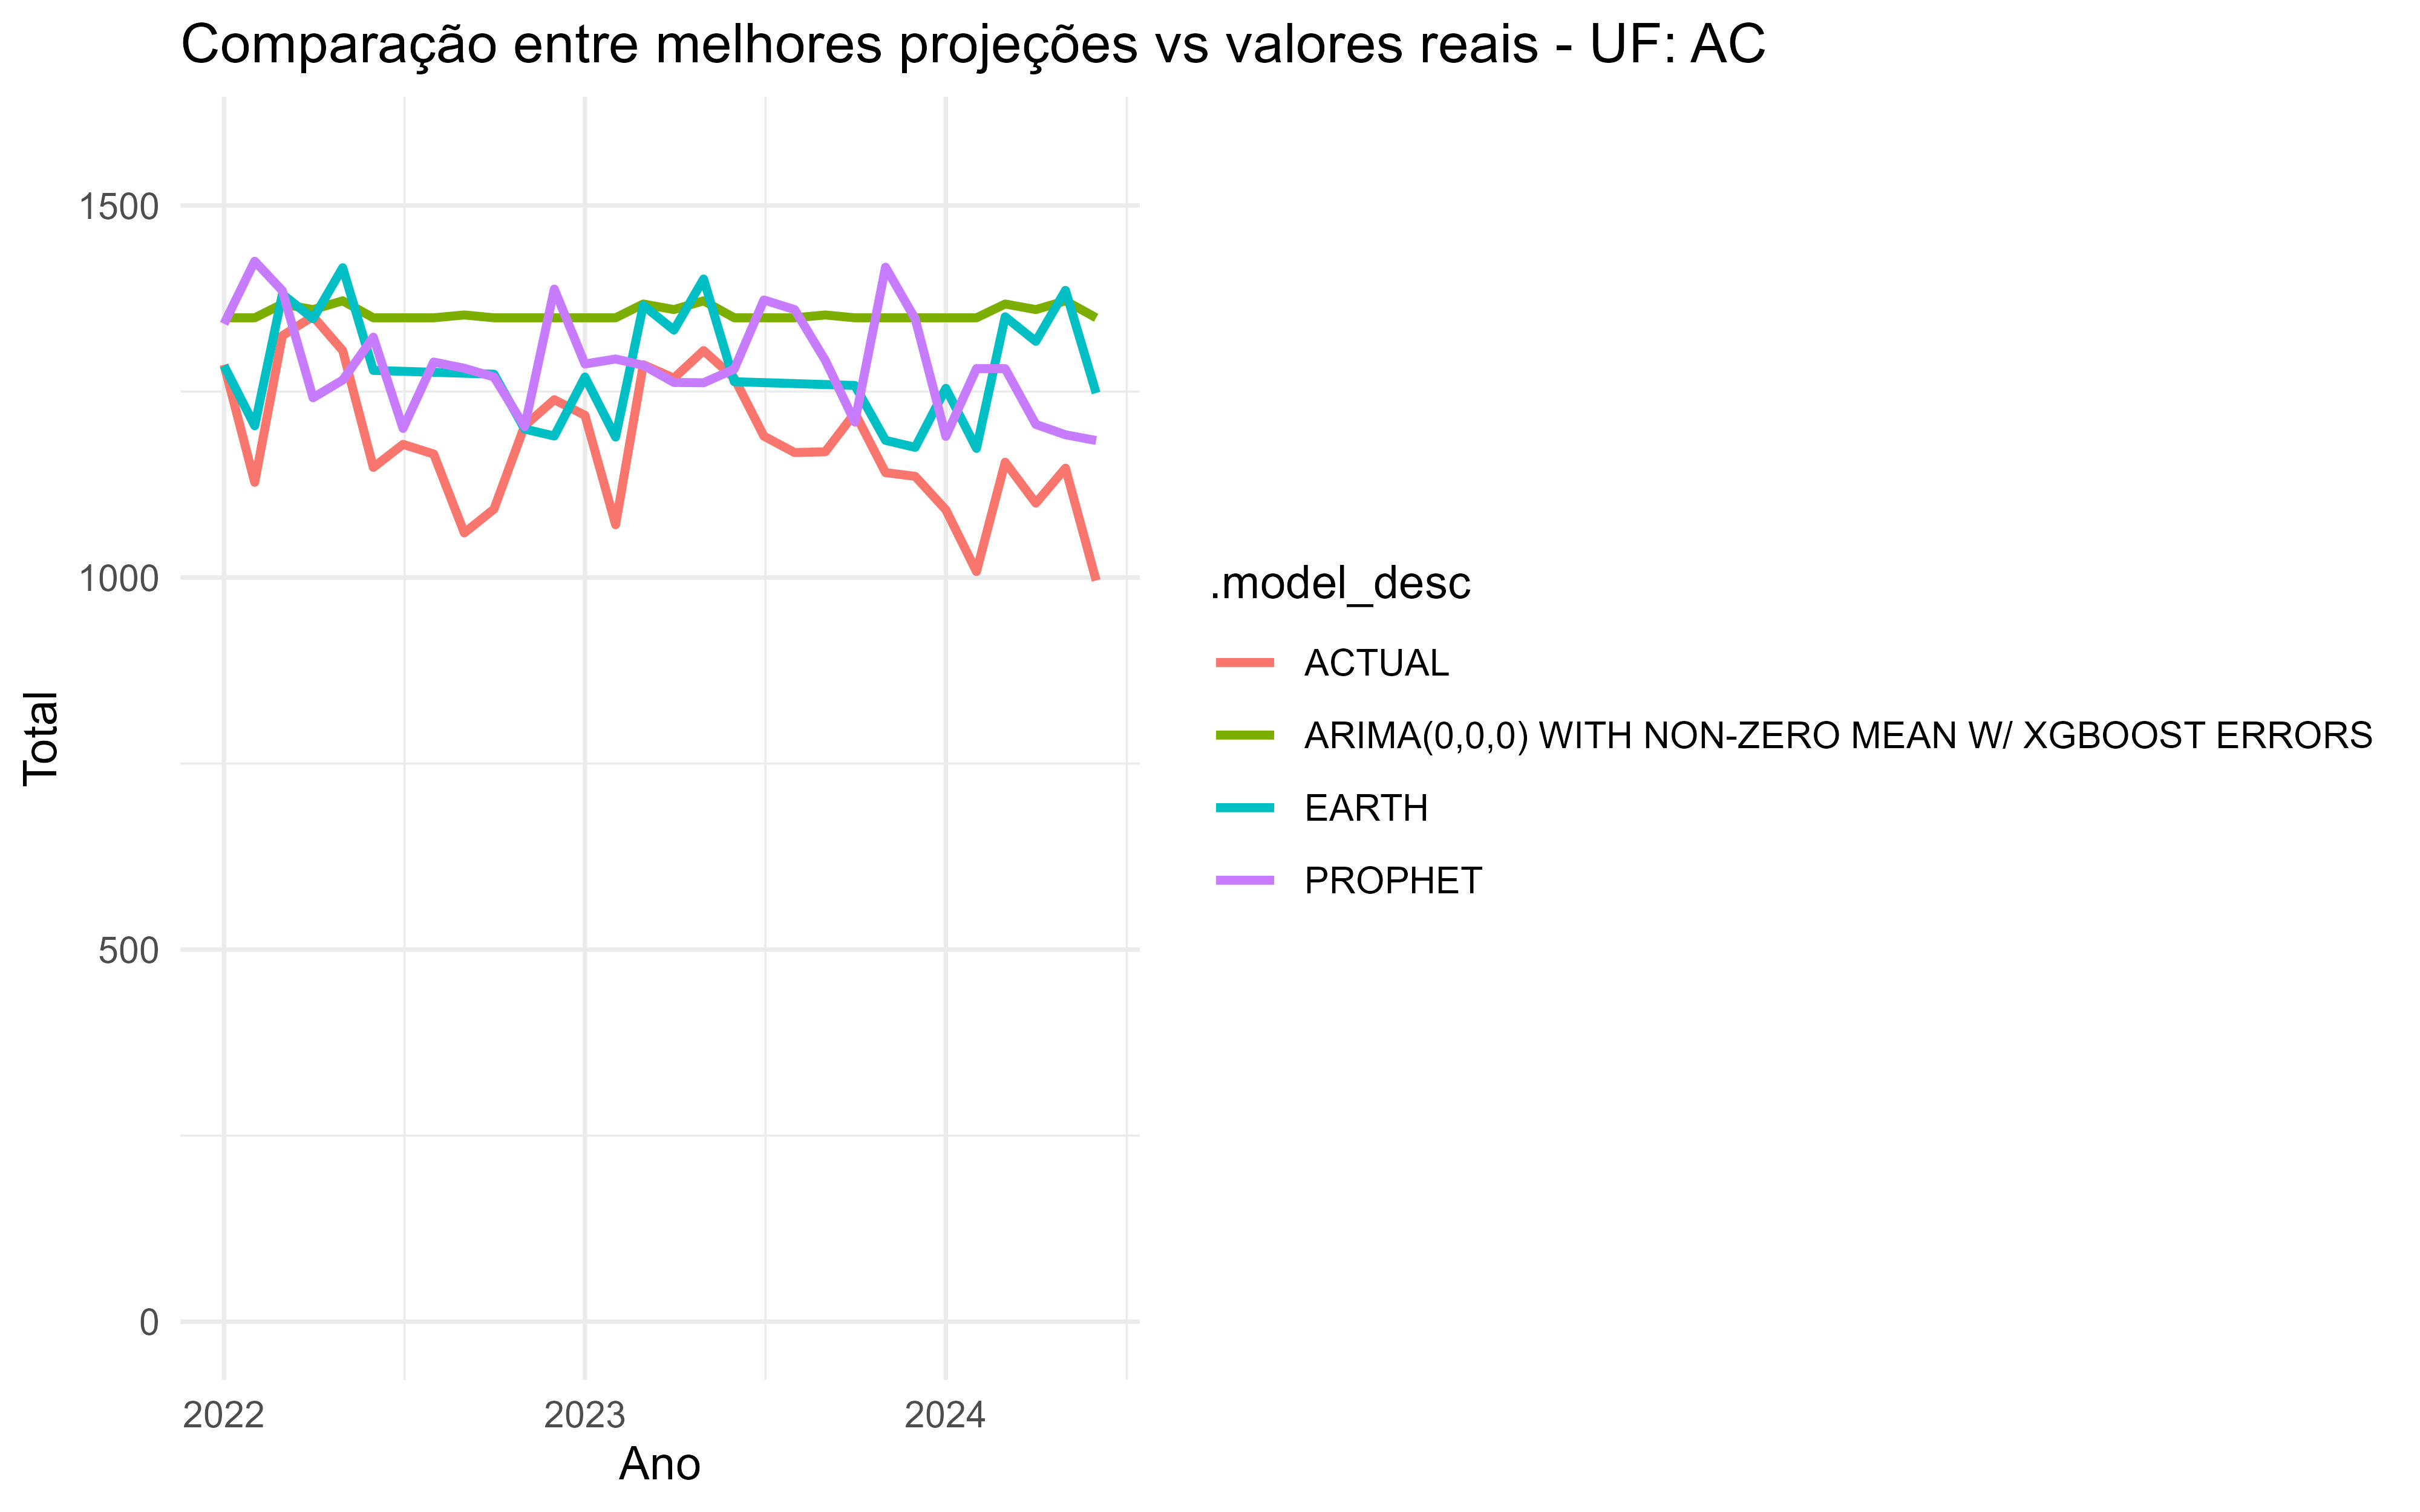 Comparação entre melhores projeções vs valores reais - UF: AC
Total
1500
1000
500
0
2022
2023
2024
Ano
.model_desc
ACTUAL
ARIMA(0,0,0) WITH NON-ZERO MEAN W/ XGBOOST ERRORS
EARTH
PROPHET